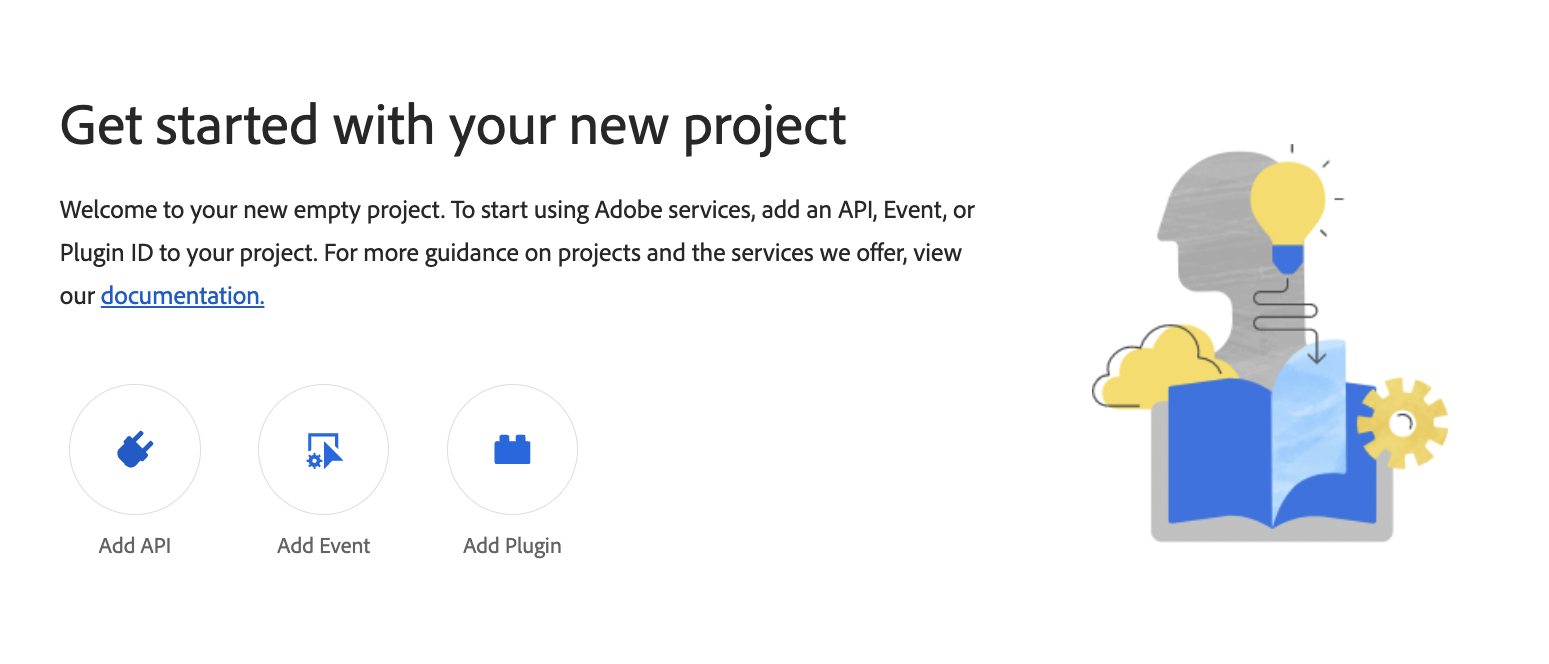 Get started with your new project
Welcome to your new empty project. To start using Adobe services, add an API, Event, or
Plugin ID to your project. For more guidance on projects and the services we offer, view
our documentation.
Add API
Add Event
Add Plugin